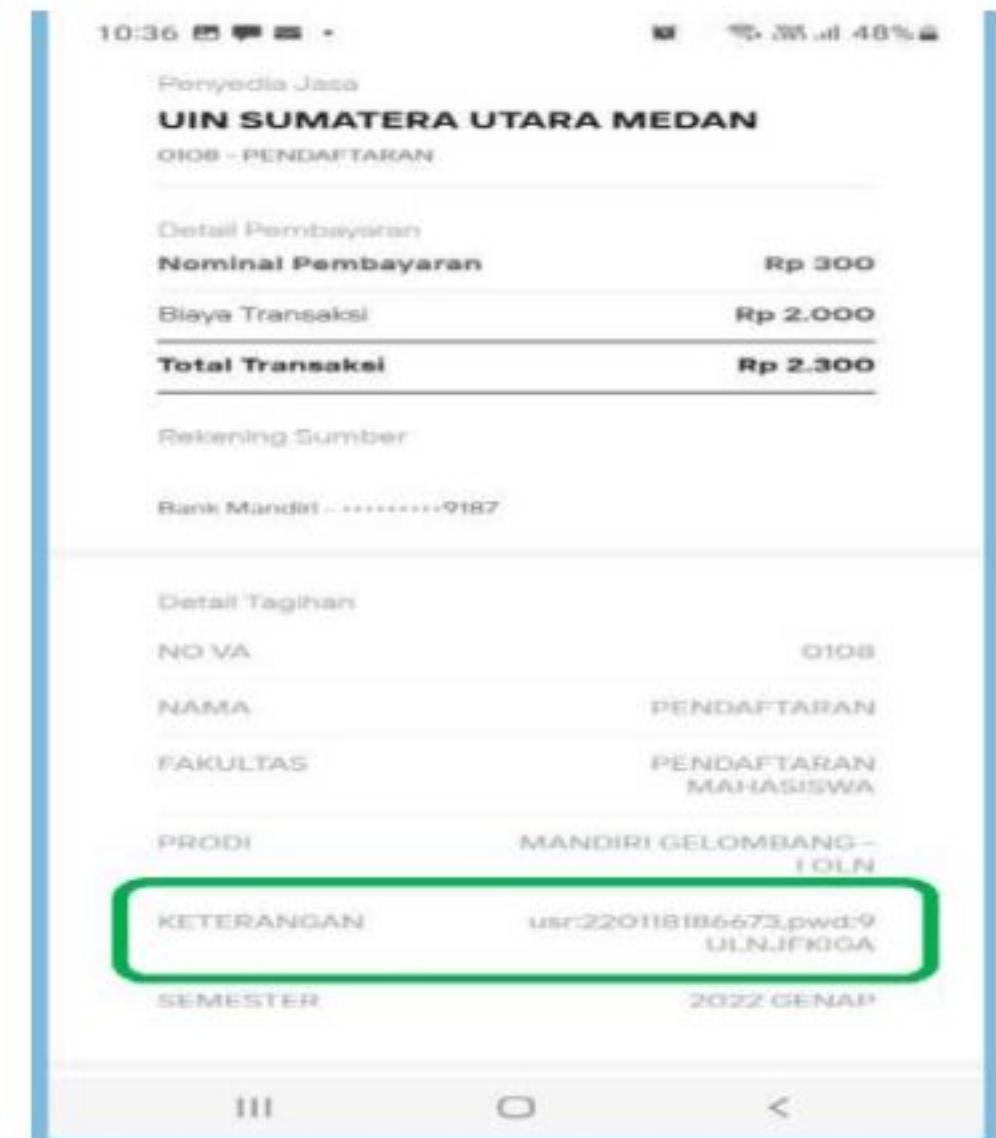 10:36
48%
Penyedia Jasa
UIN SUMATERA UTARA MEDAN
0108 - PENDAFTARAN
Detail Pembayaran
Nominal Pembayaran Rp 300
Biaya Transaksi Rp 2.000
Total Transaksi Rp 2.300
Rekening Sumber
Bank Mandiri - •••••••••9187
Detail Tagihan
NO VA 0108
NAMA PENDAFTARAN
FAKULTAS PENDAFTARAN
MAHASISWA
PRODI MANDIRI GELOMBANG -
I OLN
KETERANGAN usr:220118186673,pwd:9
SEMESTER 2022 GENAP